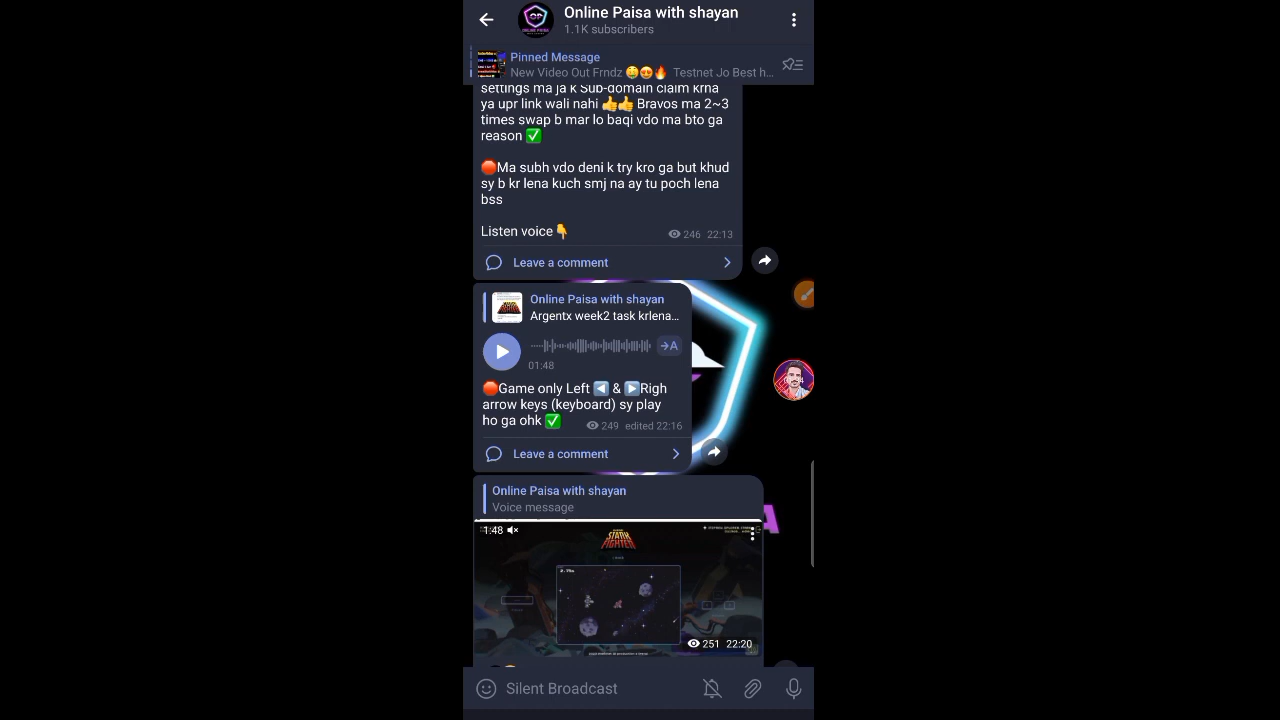 Online Paisa with shayan
1.1K subscribers
Pinned Message
New Video Out Frndz 🤑😍🔥 Testnet Jo Best h...
settings ma ja k Sub-domain claim krna
ya upr link wali nahi 👍👍 Bravos ma 2~3
times swap b mar lo baqi vdo ma bto ga
reason ✅
🛑Ma subh vdo deni k try kro ga but khud
sy b kr lena kuch smj na ay tu poch lena
bss
Listen voice👇
246 22:13
Leave a comment
Online Paisa with shayan
Argentx week2 task krlena...
→A
01:48
🛑Game only Left ◀️ & ▶️Righ
arrow keys (keyboard) sy play
ho ga ohk ✅
249 edited 22:16
Leave a comment
Online Paisa with shayan
Voice message
1:48
STARK
FIGHTER
251 22:20
Silent Broadcast